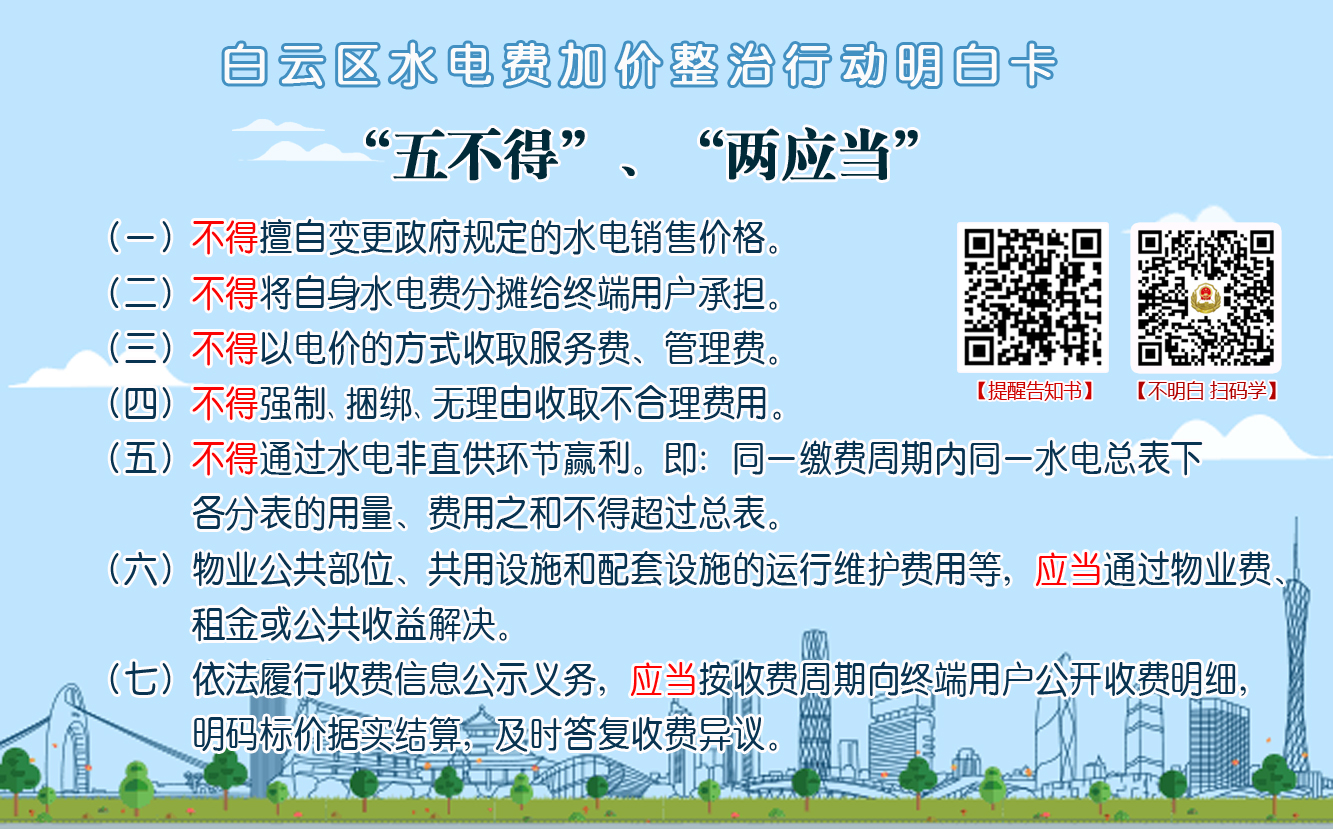 白云区水电费加价整治行动明白卡
“五不得”、“两应当”
（一）不得擅自变更政府规定的水电销售价格。
（二）不得将自身水电费分摊给终端用户承担。
（三）不得以电价的方式收取服务费、管理费。
（四）不得强制、捆绑、无理由收取不合理费用。
（五）不得通过水电非直供环节赢利。即：同一缴费周期内同一水电总表下
各分表的用量、费用之和不得超过总表。
（六）物业公共部位、共用设施和配套设施的运行维护费用等，应当通过物业费、
租金或公共收益解决。
（七）依法履行收费信息公示义务，应当按收费周期向终端用户公开收费明细，
明码标价据实结算，及时答复收费异议。
【提醒告知书】
【不明白 扫码学】